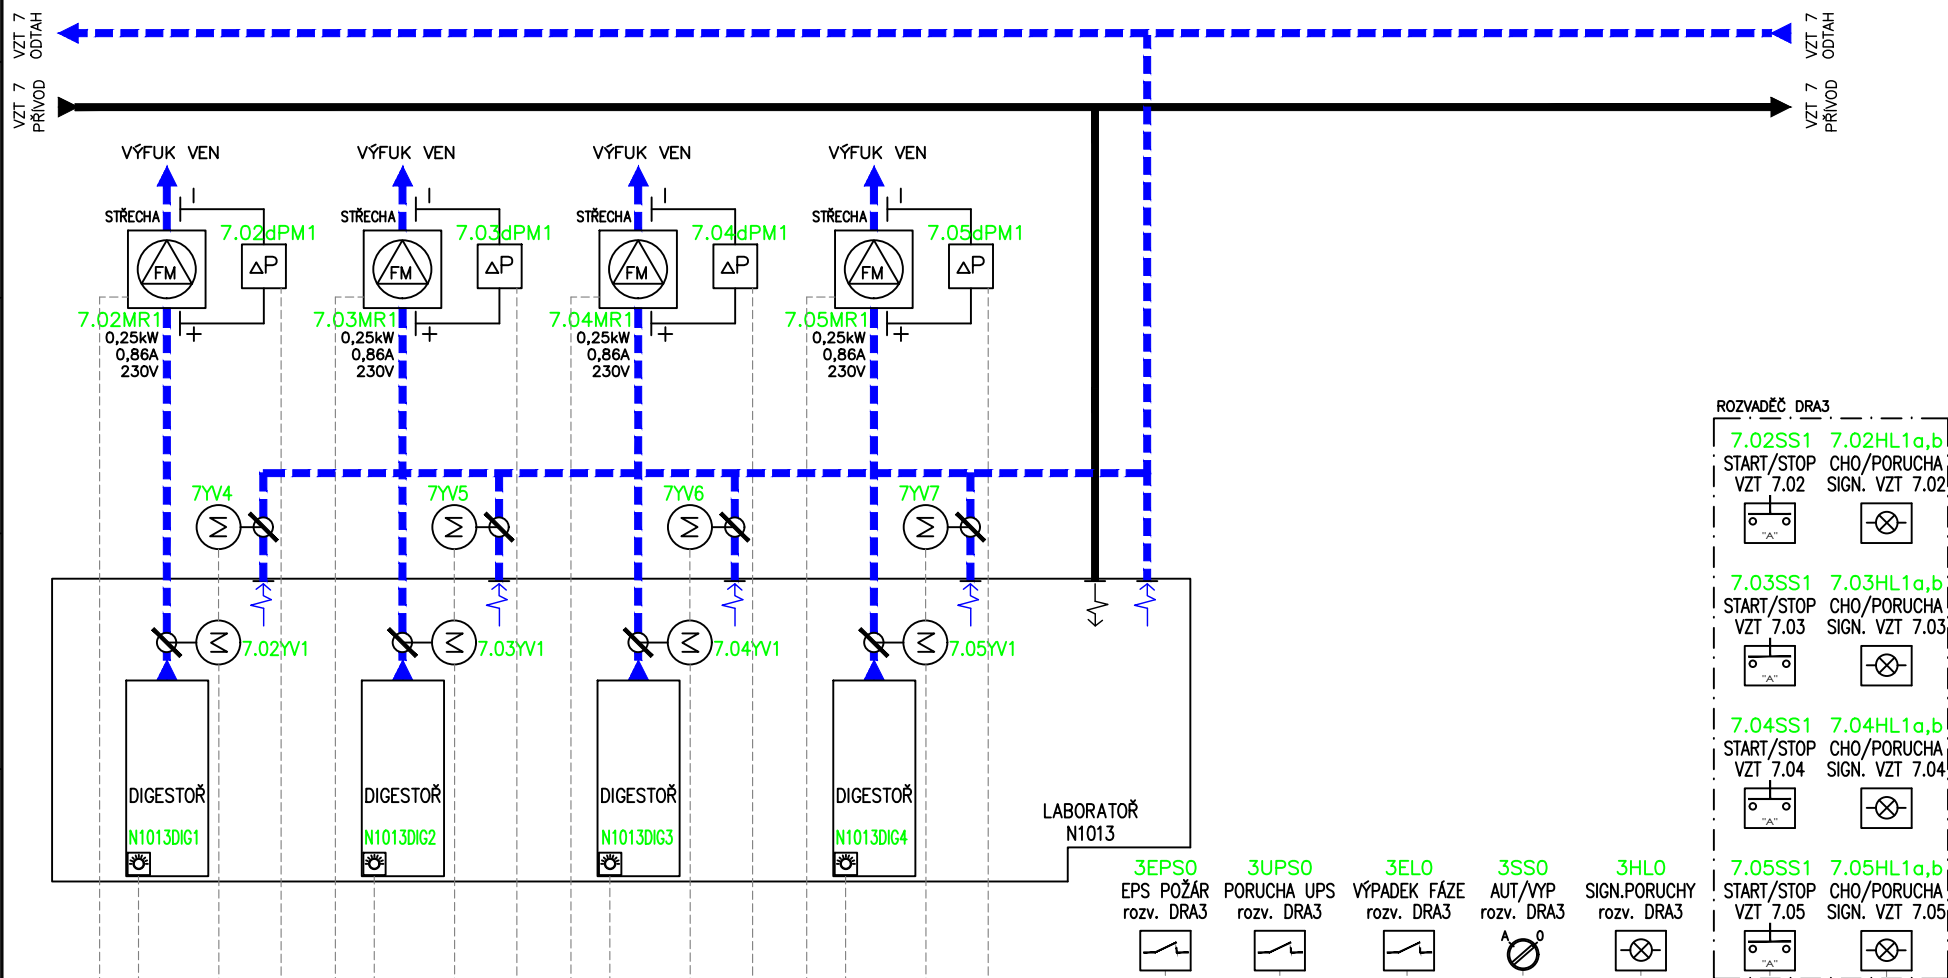 VZT 7
ODTAH
VZT 7
ODTAH
VZT 7
PŘÍVOD
VZT 7
PŘÍVOD
VÝFUK VEN
VÝFUK VEN
VÝFUK VEN
VÝFUK VEN
STŘECHA
STŘECHA
STŘECHA
STŘECHA
7.02dPM1
7.03dPM1
7.04dPM1
7.05dPM1
FM
ΔP
FM
ΔP
FM
ΔP
FM
ΔP
7.02MR1
0,25kW
0,86A
230V
7.03MR1
0,25kW
0,86A
230V
7.04MR1
0,25kW
0,86A
230V
7.05MR1
0,25kW
0,86A
230V
7YV4
7YV5
7YV6
7YV7
M
M
M
M
M
7.02YV1
M
7.03YV1
M
7.04YV1
M
7.05YV1
DIGESTOŘ
N1013DIG1
DIGESTOŘ
N1013DIG2
DIGESTOŘ
N1013DIG3
DIGESTOŘ
N1013DIG4
LABORATOŘ
N1013
3EPS0
EPS POŽÁR
rozv. DRA3
3UPS0
PORUCHA UPS
rozv. DRA3
3EL0
VÝPADEK FÁZE
rozv. DRA3
3SS0
AUT/VYP
rozv. DRA3
A 0
3HL0
SIGN.PORUCHY
rozv. DRA3
ROZVADĚČ DRA3
7.02SS1
START/STOP
VZT 7.02
"A"
7.02HL1a,b
CHO/PORUCHA
SIGN. VZT 7.02
7.03SS1
START/STOP
VZT 7.03
"A"
7.03HL1a,b
CHO/PORUCHA
SIGN. VZT 7.03
7.04SS1
START/STOP
VZT 7.04
"A"
7.04HL1a,b
CHO/PORUCHA
SIGN. VZT 7.04
7.05SS1
START/STOP
VZT 7.05
"A"
7.05HL1a,b
CHO/PORUCHA
SIGN. VZT 7.05